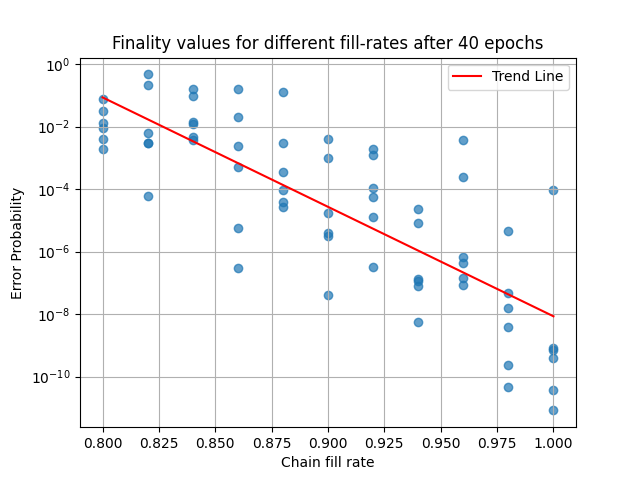 Finality values for different fill-rates after 40 epochs
Trend Line
10⁰
10⁻²
10⁻⁴
10⁻⁶
10⁻⁸
10⁻¹⁰
Error Probability
0.800 0.825 0.850 0.875 0.900 0.925 0.950 0.975 1.000
Chain fill rate